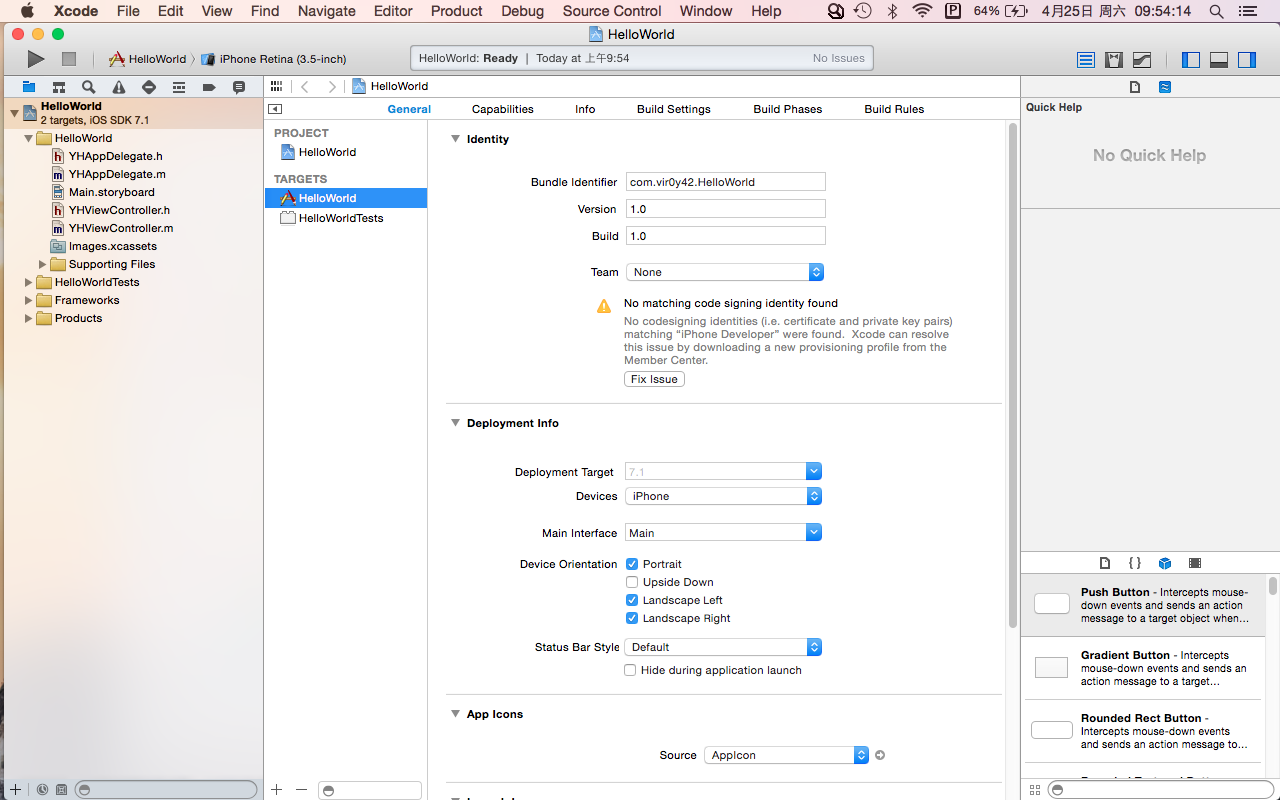 Xcode File Edit View Find Navigate Editor Product Debug Source Control Window Help 64% 4月25日 周六 09:54:14
HelloWorld
HelloWorld 〉 iPhone Retina (3.5-inch)
HelloWorld: Ready | Today at 上午9:54 No Issues
HelloWorld
2 targets, iOS SDK 7.1
HelloWorld
YHAppDelegate.h
YHAppDelegate.m
Main.storyboard
YHViewController.h
YHViewController.m
Images.xcassets
Supporting Files
HelloWorldTests
Frameworks
Products
HelloWorld
General Capabilities Info Build Settings Build Phases Build Rules
PROJECT
HelloWorld
TARGETS
HelloWorld
HelloWorldTests
Identity
Bundle Identifier com.vir0y42.HelloWorld
Version 1.0
Build 1.0
Team None
No matching code signing identity found
No codesigning identities (i.e. certificate and private key pairs)
matching “iPhone Developer” were found. Xcode can resolve
this issue by downloading a new provisioning profile from the
Member Center.
Fix Issue
Deployment Info
Deployment Target 7.1
Devices iPhone
Main Interface Main
Device Orientation Portrait
Upside Down
Landscape Left
Landscape Right
Status Bar Style Default
Hide during application launch
App Icons
Source AppIcon
Quick Help
No Quick Help
Push Button - Intercepts mouse-
down events and sends an action
message to a target object when...
Gradient Button - Intercepts
mouse-down events and sends an
action message to a target...
Rounded Rect Button -
Intercepts mouse-down events
and sends an action message to...